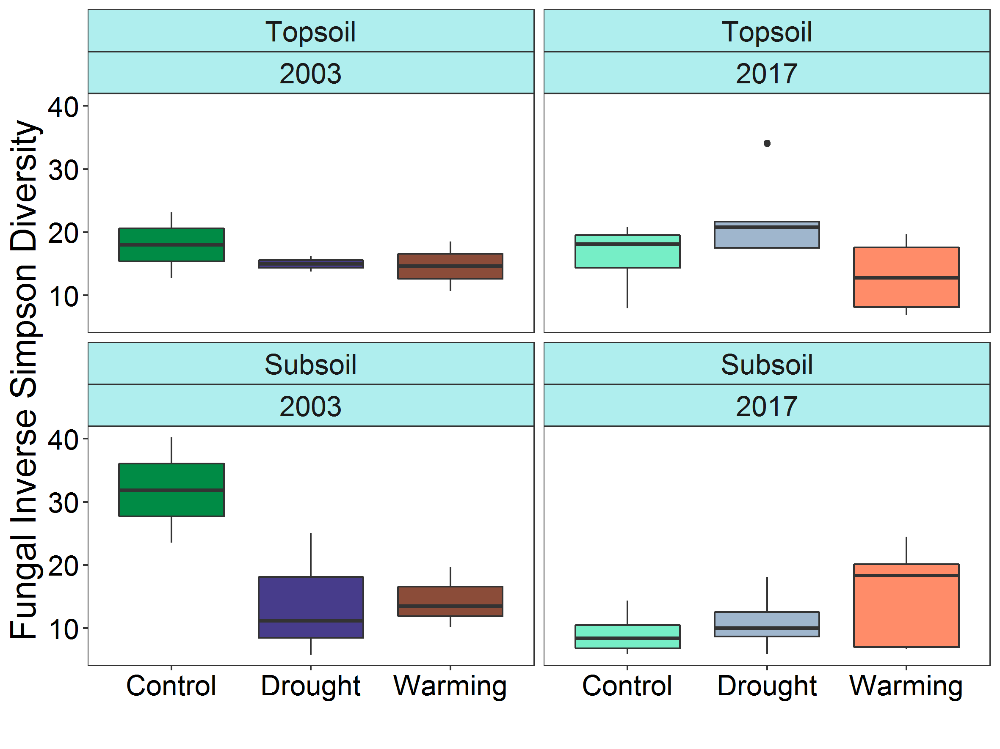 Fungal Inverse Simpson Diversity
Topsoil
2003
40
30
20
10
Topsoil
2017
Subsoil
2003
40
30
20
10
Control Drought Warming
Subsoil
2017
Control Drought Warming